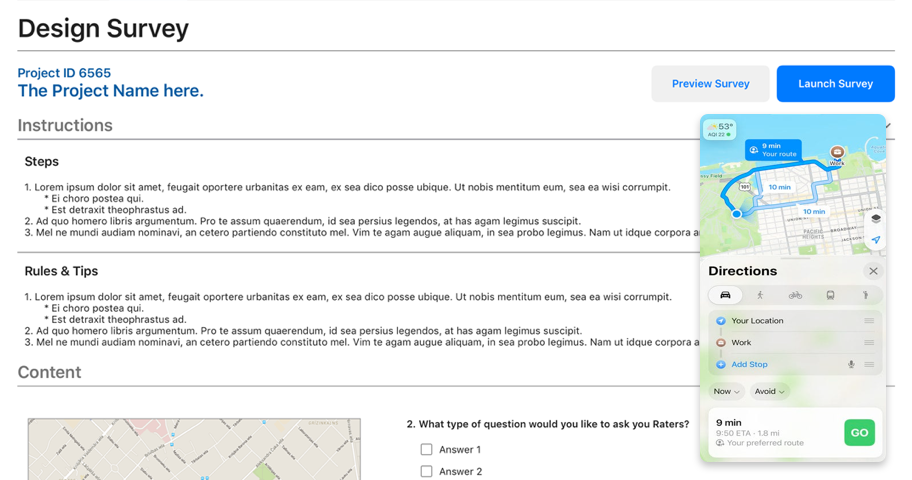 Design Survey
Project ID 6565
The Project Name here.
Preview Survey
Launch Survey
Instructions
Steps
1. Lorem ipsum dolor sit amet, feugait oportere urbanitas ex eam, ex sea dico posse ubique. Ut nobis mentitum eum, sea ea wisi corrumpit.
* Ei choro postea qui.
* Est detraxit theophrastus ad.
2. Ad quo homero libris argumentum. Pro te assum quaerendum, id sea persius legendos, at has agam legimus suscipit.
3. Mel ne mundi audiam nominavi, an cetero partiendo constituto mel. Vim te agam augue aliquam, in sea probo legimus. Nam ut idque corpora a
Rules & Tips
1. Lorem ipsum dolor sit amet, feugait oportere urbanitas ex eam, ex sea dico posse ubique. Ut nobis mentitum eum, sea ea wisi corrumpit.
* Ei choro postea qui.
* Est detraxit theophrastus ad.
2. Ad quo homero libris argumentum. Pro te assum quaerendum, id sea persius legendos, at has agam legimus suscipit.
3. Mel ne mundi audiam nominavi, an cetero partiendo constituto mel. Vim te agam augue aliquam, in sea probo legimus. Nam ut idque corpora a
Content
2. What type of question would you like to ask you Raters?
Answer 1
Answer 2
53°
AQI 22
9 min
Your route
Work
101
10 min
10 min
PACIFIC
HEIGHTS
BROADWAY
Directions
Your Location
Work
Add Stop
Now
Avoid
9 min
9:50 ETA · 1.8 mi
Your preferred route
GO